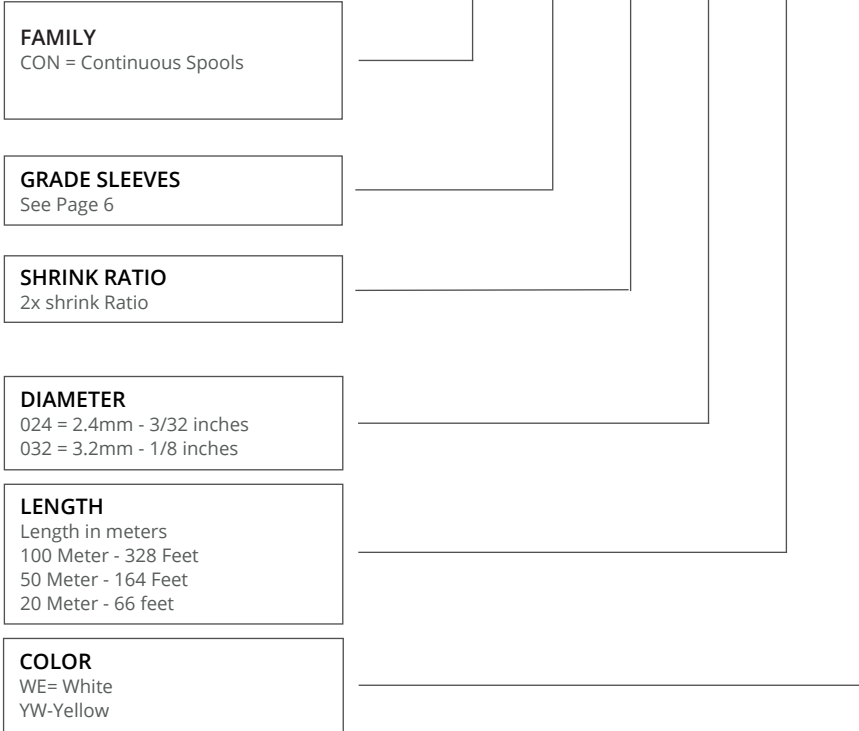 FAMILY
CON = Continuous Spools
GRADE SLEEVES
See Page 6
SHRINK RATIO
2x shrink Ratio
DIAMETER
024 = 2.4mm - 3/32 inches
032 = 3.2mm - 1/8 inches
LENGTH
Length in meters
100 Meter - 328 Feet
50 Meter - 164 Feet
20 Meter - 66 feet
COLOR
WE= White
YW-Yellow